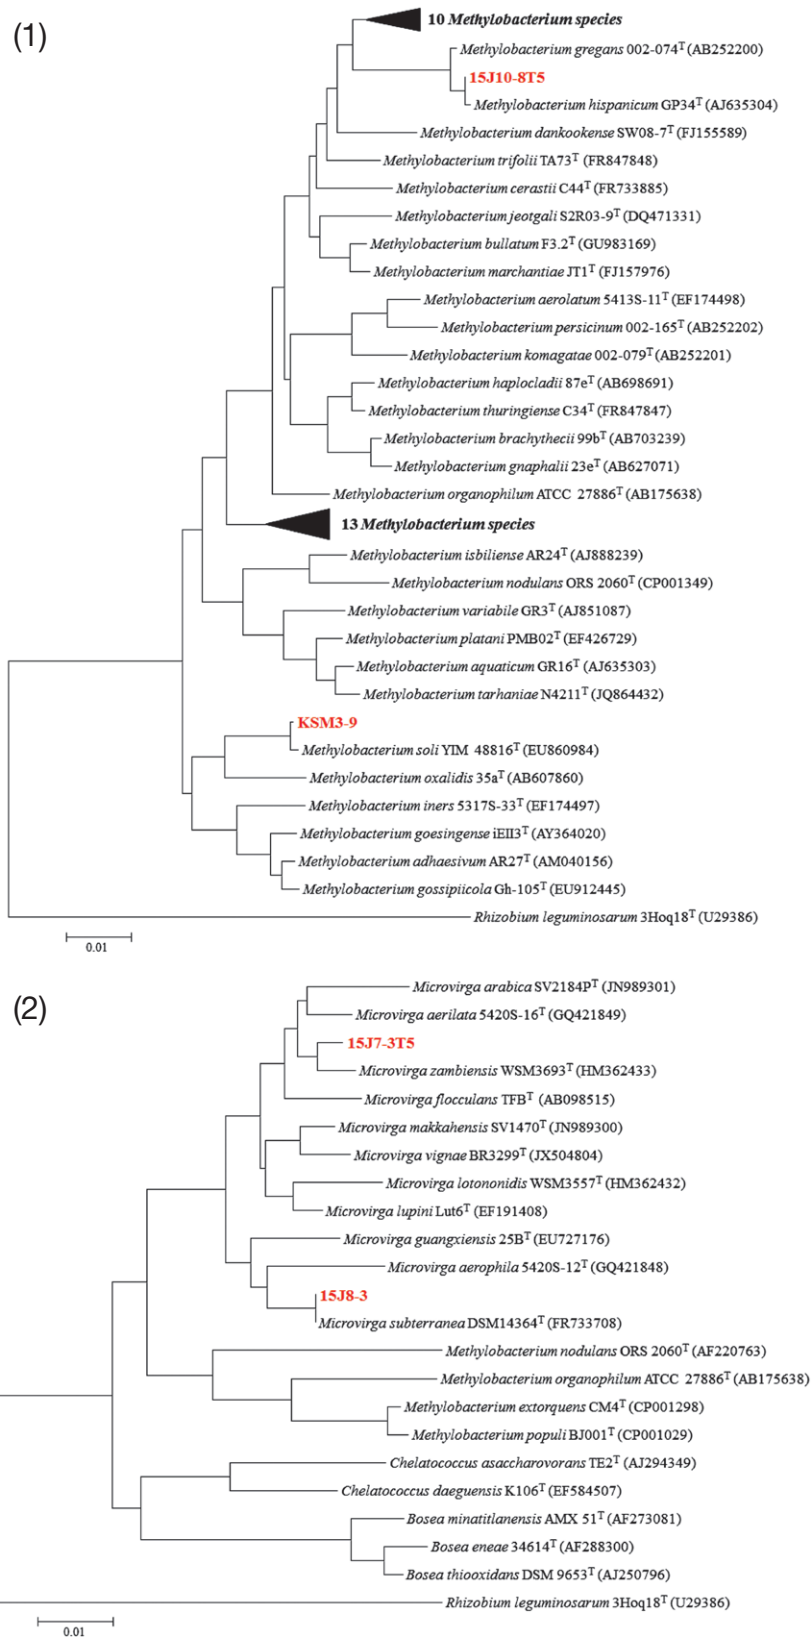 (1)
10 Methylobacterium species
Methylobacterium gregans 002-074T (AB252200)
15J10-8T5
Methylobacterium hispanicum GP34T (AJ635304)
Methylobacterium dankookense SW08-7T (FJ155589)
Methylobacterium trifolii TA73T (FR847848)
Methylobacterium cerastii C44T (FR733885)
Methylobacterium jeotgali S2R03-9T (DQ471331)
Methylobacterium bullatum F3.2T (GU983169)
Methylobacterium marchantiae JT1T (FJ157976)
Methylobacterium aerolatum 5413S-11T (EF174498)
Methylobacterium persicinum 002-165T (AB252202)
Methylobacterium komagatae 002-079T (AB252201)
Methylobacterium haplocladii 87eT (AB698691)
Methylobacterium thuringiense C34T (FR847847)
Methylobacterium brachythecii 99bT (AB703239)
Methylobacterium gnaphalii 23eT (AB627071)
Methylobacterium organophilum ATCC 27886T (AB175638)
13 Methylobacterium species
Methylobacterium isbiliense AR24T (AJ888239)
Methylobacterium nodulans ORS 2060T (CP001349)
Methylobacterium variabile GR3T (AJ851087)
Methylobacterium platani PMB02T (EF426729)
Methylobacterium aquaticum GR16T (AJ635303)
Methylobacterium tarhaniae N4211T (JQ864432)
KSM3-9
Methylobacterium soli YIM 48816T (EU860984)
Methylobacterium oxalidis 35aT (AB607860)
Methylobacterium iners 5317S-33T (EF174497)
Methylobacterium goesingense iEII3T (AY364020)
Methylobacterium adhaesivum AR27T (AM040156)
Methylobacterium gossipiicola Gh-105T (EU912445)
Rhizobium leguminosarum 3Hoq18T (U29386)
0.01
(2)
Microvirga arabica SV2184PT (JN989301)
Microvirga aerilata 5420S-16T (GQ421849)
15J7-3T5
Microvirga zambiensis WSM3693T (HM362433)
Microvirga flocculans TFBT (AB098515)
Microvirga makkahensis SV1470T (JN989300)
Microvirga vignae BR3299T (JX504804)
Microvirga lotononidis WSM3557T (HM362432)
Microvirga lupini Lut6T (EF191408)
Microvirga guangxiensis 25BT (EU727176)
Microvirga aerophila 5420S-12T (GQ421848)
15J8-3
Microvirga subterranea DSM14364T (FR733708)
Methylobacterium nodulans ORS 2060T (AF220763)
Methylobacterium organophilum ATCC 27886T (AB175638)
Methylobacterium extorquens CM4T (CP001298)
Methylobacterium populi BJ001T (CP001029)
Chelatococcus asaccharovorans TE2T (AJ294349)
Chelatococcus daeguensis K106T (EF584507)
Bosea minatitlanensis AMX 51T (AF273081)
Bosea eneae 34614T (AF288300)
Bosea thiooxidans DSM 9653T (AJ250796)
Rhizobium leguminosarum 3Hoq18T (U29386)
0.01